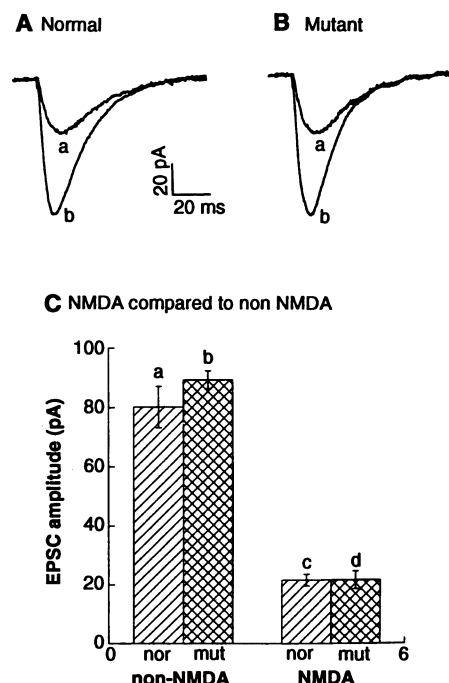 A Normal
B Mutant
a
b
a
b
20 pA
20 ms
C NMDA compared to non NMDA
EPSC amplitude (pA)
100
80
60
40
20
0
a
b
c
d
0
nor
mut
nor
mut
6
non-NMDA
NMDA